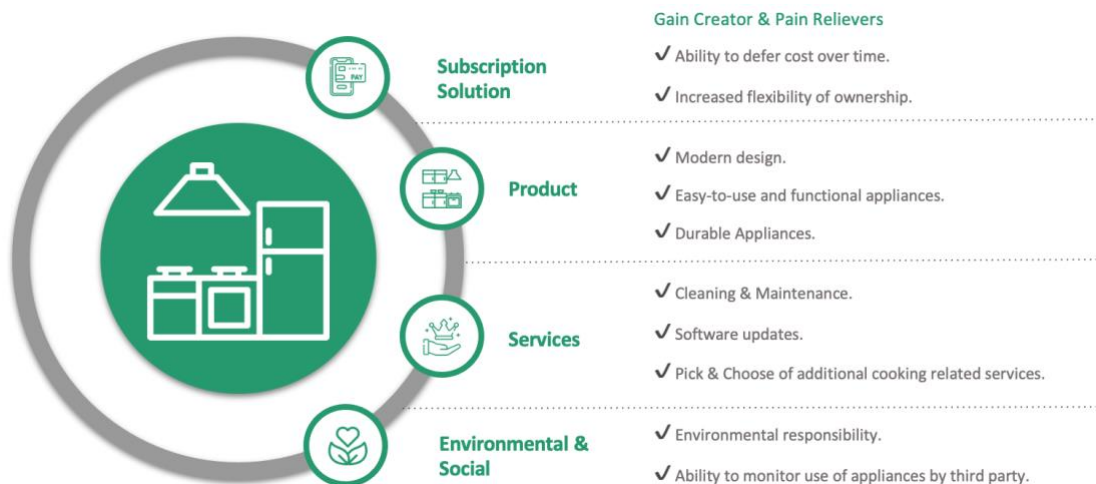 Gain Creator & Pain Relievers
Subscription
Solution
✓ Ability to defer cost over time.
✓ Increased flexibility of ownership.
PAY
Product
✓ Modern design.
✓ Easy-to-use and functional appliances.
✓ Durable Appliances.
Services
✓ Cleaning & Maintenance.
✓ Software updates.
✓ Pick & Choose of additional cooking related services.
Environmental &
Social
✓ Environmental responsibility.
✓ Ability to monitor use of appliances by third party.